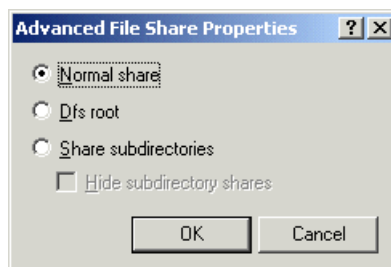 Advanced File Share Properties
Normal share
Dfs root
Share subdirectories
Hide subdirectory shares
OK Cancel